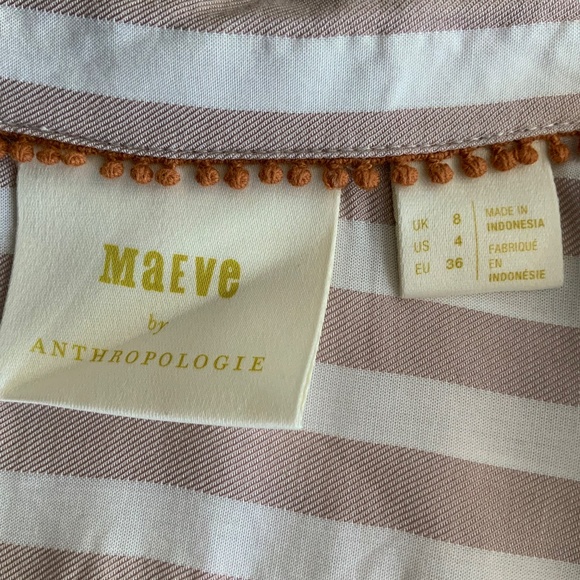 MaEve
by
ANTHROPOLOGIE
UK 8
US 4
EU 36
MADE IN
INDONESIA
FABRIQUÉ
EN
INDONÉSIE